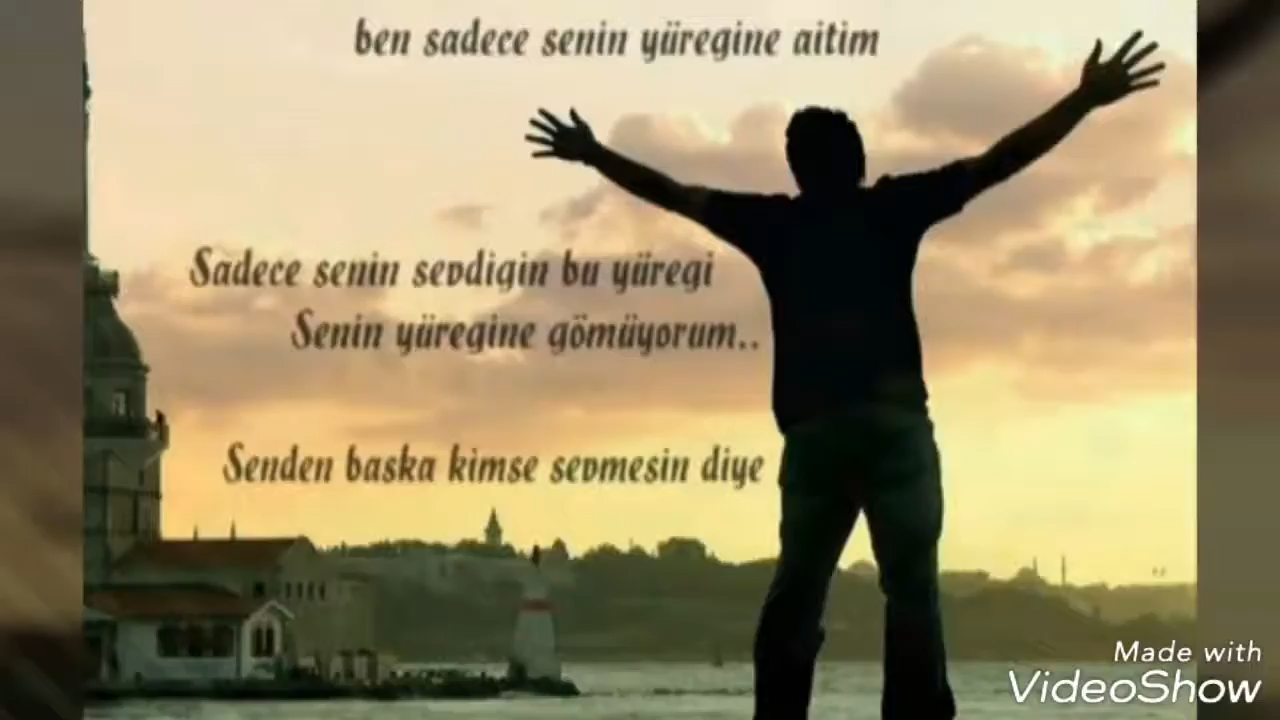 ben sadece senin yüregine aitim
Sadece senin sevdigin bu yüregi
Senin yüregine gömüyorum..
Senden baska kimse sevmesin diye
Made with
VideoShow